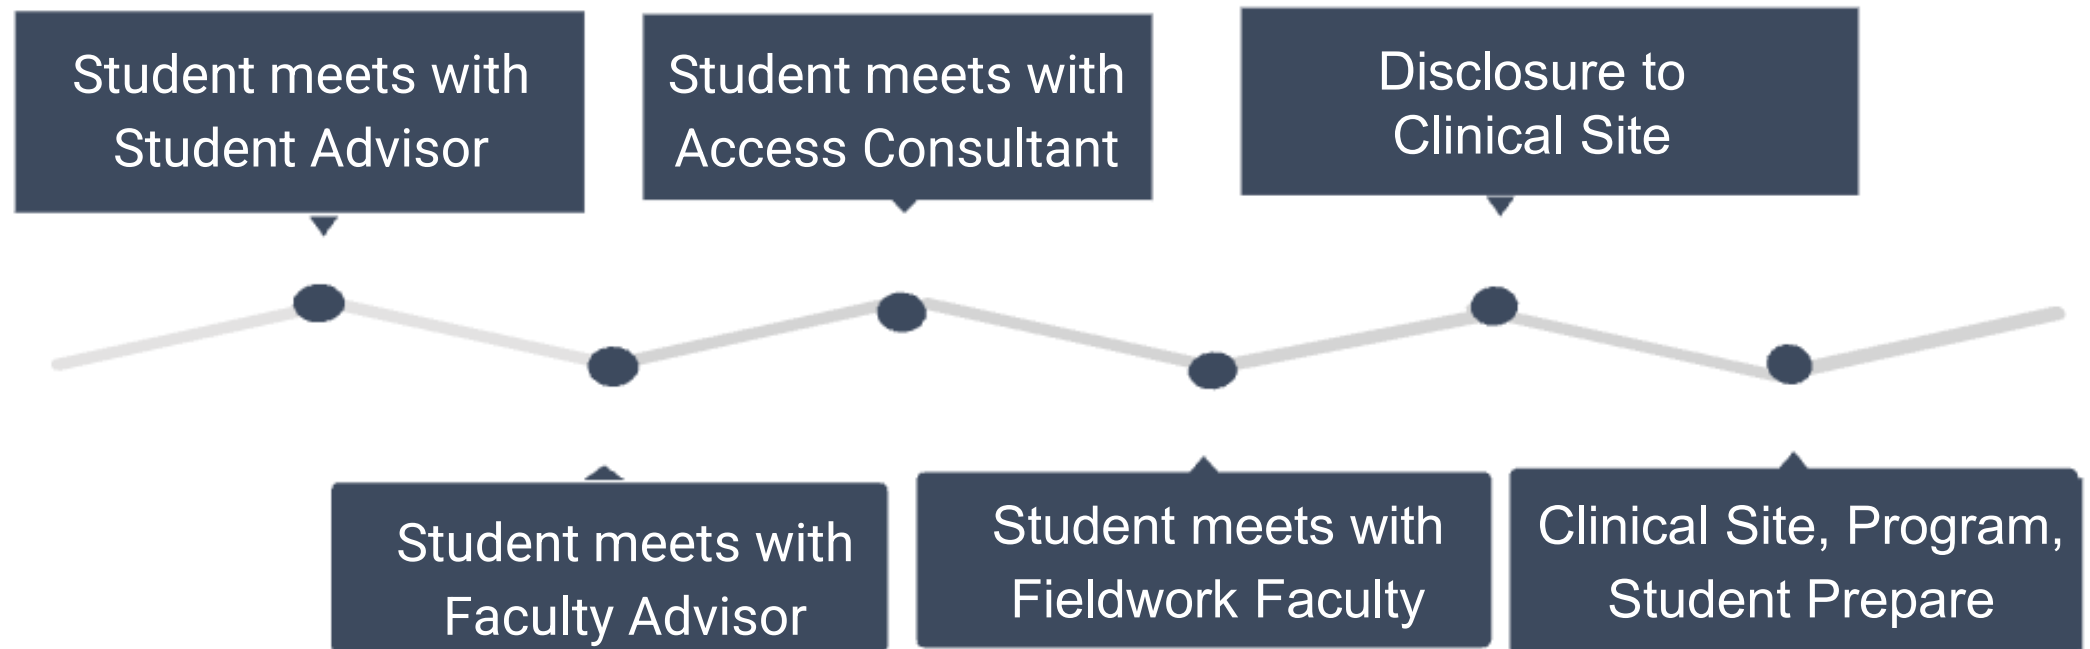 Student meets with
Student Advisor
Student meets with
Faculty Advisor
Student meets with
Access Consultant
Student meets with
Fieldwork Faculty
Disclosure to
Clinical Site
Clinical Site, Program,
Student Prepare